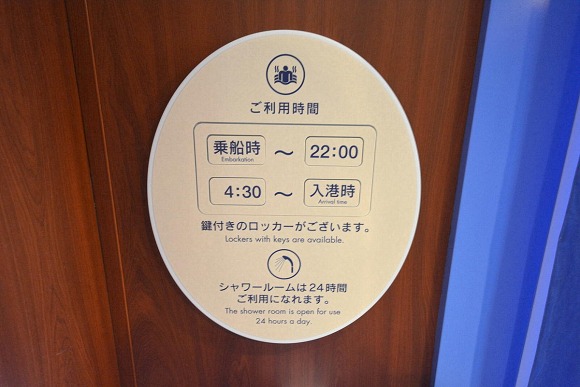 ご利用時間
乗船時 ～ 22:00
Embarkation
4:30 ～ 入港時
Arrival time
鍵付きのロッカーがございます。
Lockers with keys are available.
シャワールームは24時間
ご利用になれます。
The shower room is open for use
24 hours a day.